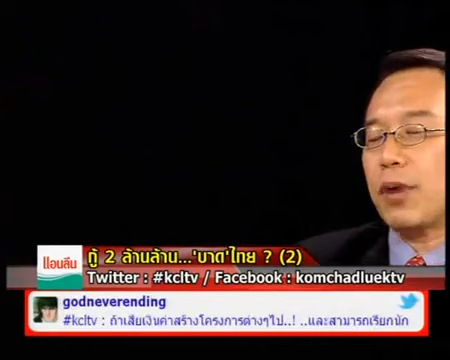 แอนลีน
กู้ 2 ล้านล้าน...'บาด'ไทย ? (2)
Twitter : #kcltv / Facebook : komchadluektv
godneverending
#kcltv : ถ้าเสียเงินค่าสร้างโครงการต่างๆไป..! ..และสามารถเรียกนัก